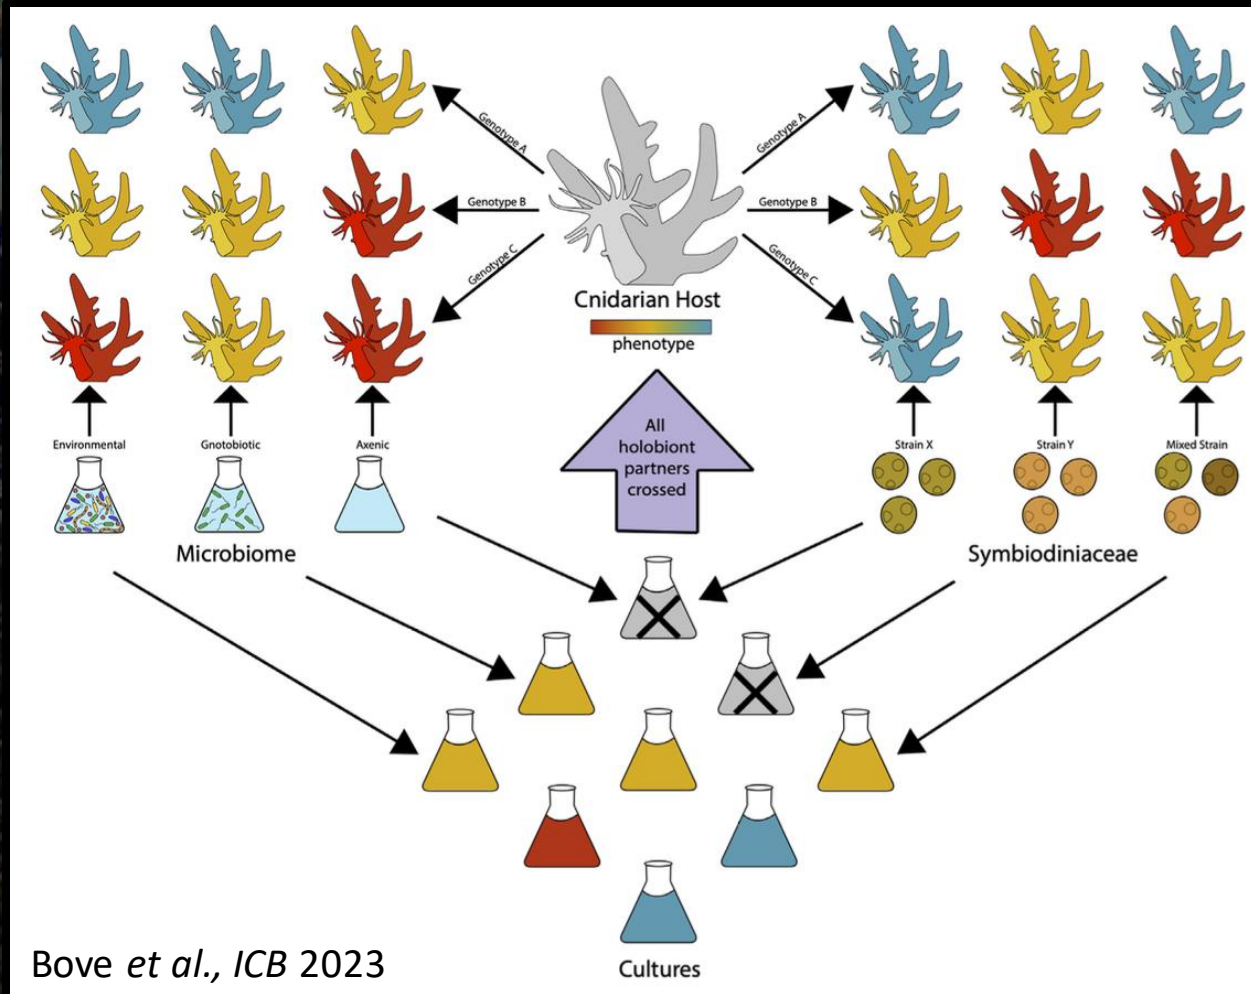 Genotype A
Genotype B
Genotype C
Genotype A
Genotype B
Genotype C
Cnidarian Host
phenotype
All
holobiont
partners
crossed
Environmental
Gnotobiotic
Axenic
Strain X
Strain Y
Mixed Strain
Microbiome
Symbiodiniaceae
Cultures
Bove et al., ICB 2023